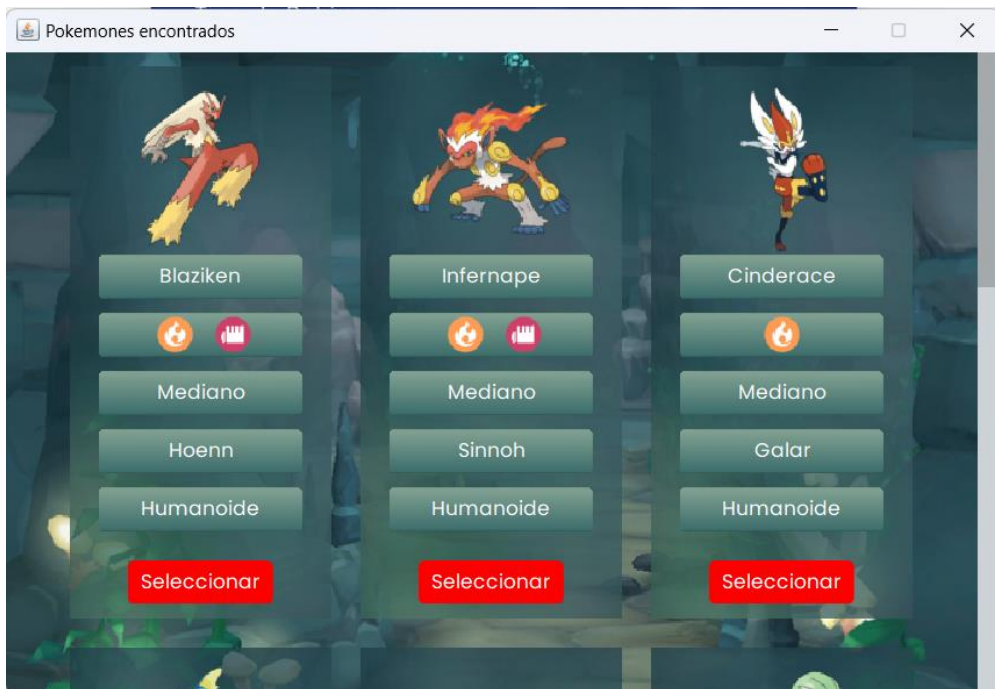 Pokemones encontrados
Blaziken
Infernape
Cinderace
Mediano
Mediano
Mediano
Hoenn
Sinnoh
Galar
Humanoide
Humanoide
Humanoide
Seleccionar
Seleccionar
Seleccionar